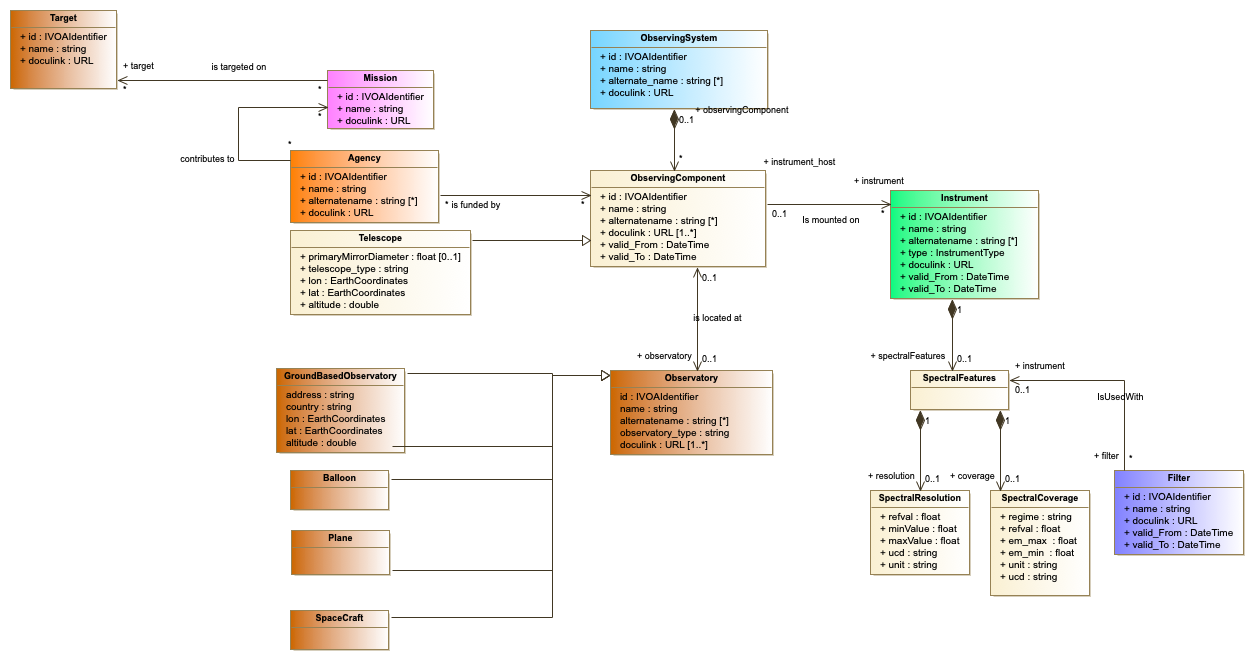 Target
+ id : IVOAIdentifier
+ name : string
+ doculink : URL
+ target
*
is targeted on
*
Mission
+ id : IVOAIdentifier
+ name : string
+ doculink : URL
*
contributes to
*
Agency
+ id : IVOAIdentifier
+ name : string
+ alternatename : string [*]
+ doculink : URL
* is funded by
*
Telescope
+ primaryMirrorDiameter : float [0..1]
+ telescope_type : string
+ lon : EarthCoordinates
+ lat : EarthCoordinates
+ altitude : double
ObservingSystem
+ id : IVOAIdentifier
+ name : string
+ alternate_name : string [*]
+ doculink : URL
+ observingComponent
0..1
*
ObservingComponent
+ id : IVOAIdentifier
+ name : string
+ alternatename : string [*]
+ doculink : URL [1..*]
+ valid_From : DateTime
+ valid_To : DateTime
+ instrument_host
0..1
Is mounted on
+ instrument
*
Instrument
+ id : IVOAIdentifier
+ name : string
+ alternatename : string [*]
+ type : InstrumentType
+ doculink : URL
+ valid_From : DateTime
+ valid_To : DateTime
0..1
is located at
+ observatory
0..1
Observatory
id : IVOAIdentifier
name : string
alternatename : string [*]
observatory_type : string
doculink : URL [1..*]
GroundBasedObservatory
address : string
country : string
lon : EarthCoordinates
lat : EarthCoordinates
altitude : double
Balloon
Plane
SpaceCraft
1
+ spectralFeatures
0..1
SpectralFeatures
+ instrument
0..1
IsUsedWith
+ filter
*
1
1
+ resolution
0..1
+ coverage
0..1
SpectralResolution
+ refval : float
+ minValue : float
+ maxValue : float
+ ucd : string
+ unit : string
SpectralCoverage
+ regime : string
+ refval : float
+ em_max : float
+ em_min : float
+ unit : string
+ ucd : string
Filter
+ id : IVOAIdentifier
+ name : string
+ doculink : URL
+ valid_From : DateTime
+ valid_To : DateTime